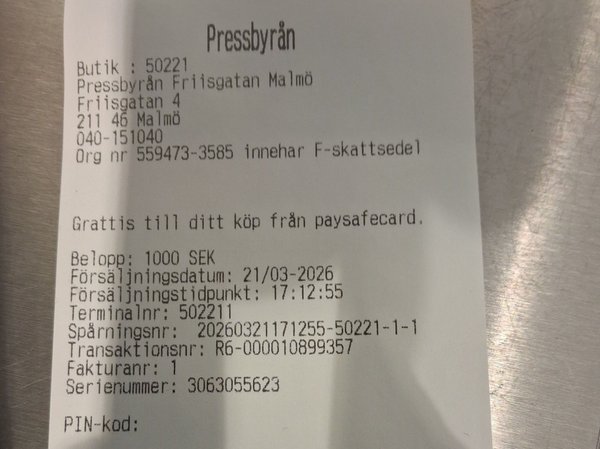 Pressbyrån
Butik : 50221
Pressbyrån Friisgatan Malmö
Friisgatan 4
211 46 Malmö
040-151040
Org nr 559473-3585 innehar F-skattsedel
Grattis till ditt köp från paysafecard.
Belopp: 1000 SEK
Försäljningsdatum: 21/03-2026
Försäljningstidpunkt: 17:12:55
Terminalnr: 502211
Spårningsnr: 20260321171255-50221-1-1
Transaktionsnr: R6-000010899357
Fakturanr: 1
Serienummer: 3063055623
PIN-kod: